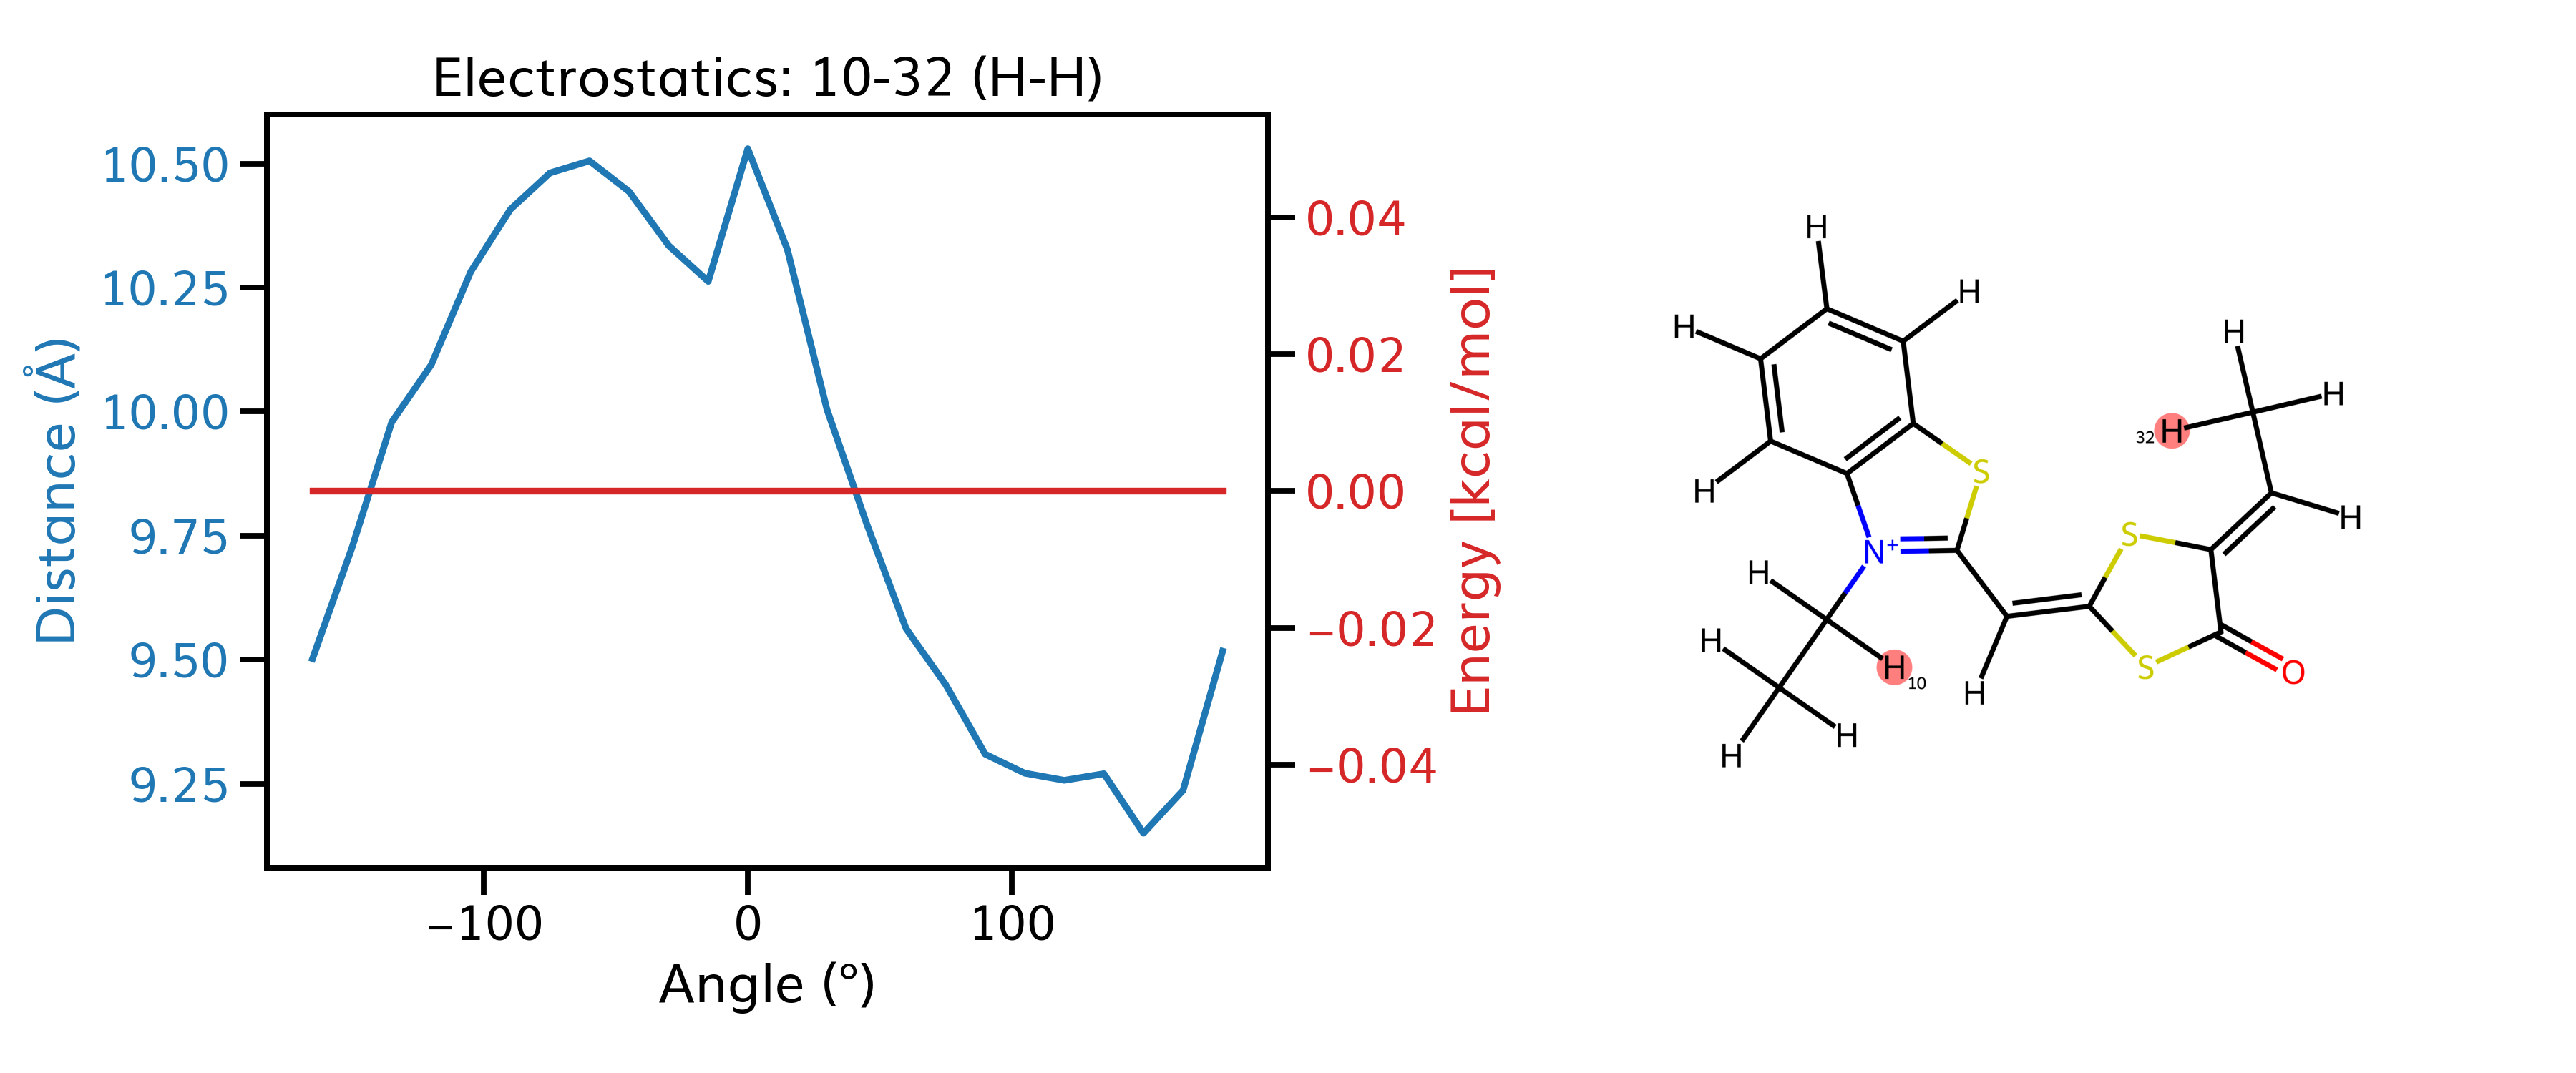 Electrostatics: 10-32 (H-H)
10.50
10.25
10.00
9.75
9.50
9.25
Distance (Å)
0.04
0.02
0.00
−0.02
−0.04
Energy [kcal/mol]
−100
0
100
Angle (°)
H
H
H
H
H
H
32 H
S
S
H
H
N+
H
H
H 10
S
O
H
H
H